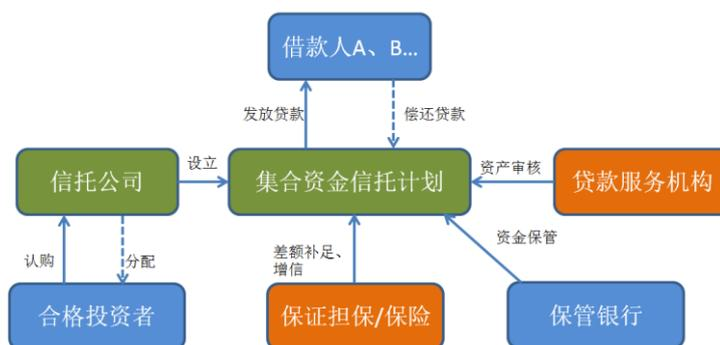 借款人A、B...
发放贷款
偿还贷款
信托公司
设立
集合资金信托计划
资产审核
贷款服务机构
认购
分配
差额补足、
增信
资金保管
合格投资者
保证担保/保险
保管银行